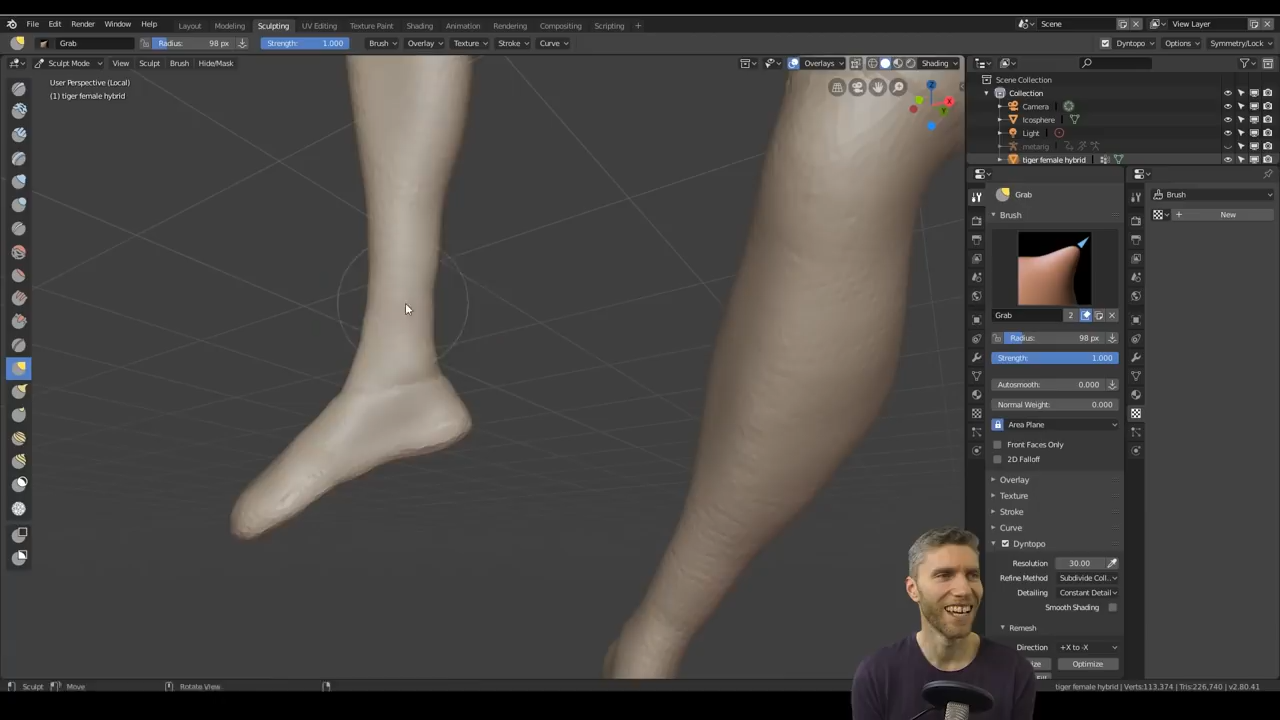 File Edit Render Window Help Layout Modeling Sculpting UV Editing Texture Paint Shading Animation Rendering Compositing Scripting + Scene View Layer
Grab Radius: 98 px Strength: 1.000 Brush Overlay Texture Stroke Curve Dyntopo Options Symmetry/Lock
Sculpt Mode View Sculpt Brush Hide/Mask Overlays Shading
User Perspective (Local)
(1) tiger female hybrid
Scene Collection
Collection
Camera
Icosphere
Light
metarig
tiger female hybrid
Grab
Brush
Grab 2
Radius: 98 px
Strength: 1.000
Autosmooth: 0.000
Normal Weight: 0.000
Area Plane
Front Faces Only
2D Falloff
Overlay
Texture
Stroke
Curve
Dyntopo
Resolution 30.00
Refine Method Subdivide Coll..
Detailing Constant Detail
Smooth Shading
Remesh
Direction +X to -X
Optimize
Brush
+ New
X
Y
Z
Sculpt Move Rotate View tiger female hybrid | Verts:113,374 | Tris:226,740 | v2.80.41